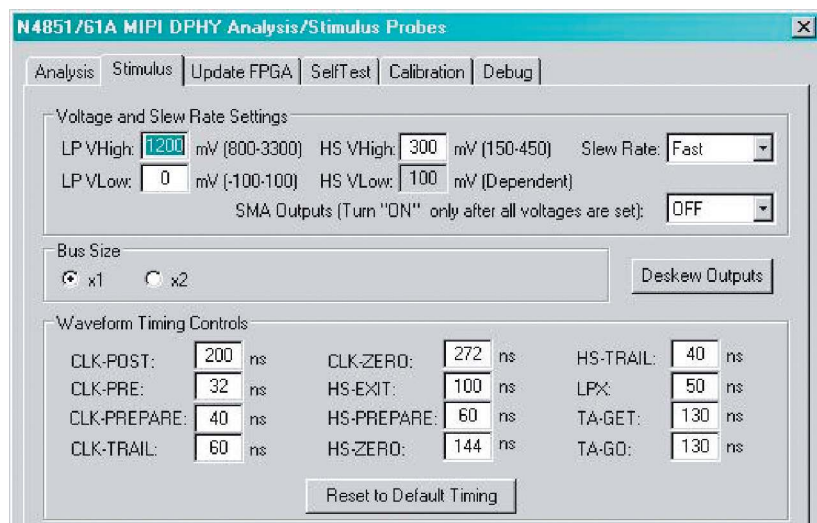 N4851/61A MIPI DPHY Analysis/Stimulus Probes
Analysis Stimulus Update FPGA SelfTest Calibration Debug
Voltage and Slew Rate Settings
LP VHigh: 1200 mV (800-3300) HS VHigh: 300 mV (150-450) Slew Rate: Fast
LP VLow: 0 mV (-100-100) HS VLow: 100 mV (Dependent)
SMA Outputs (Turn "ON" only after all voltages are set): OFF
Bus Size
x1 x2
Deskew Outputs
Waveform Timing Controls
CLK-POST: 200 ns CLK-ZERO: 272 ns HS-TRAIL: 40 ns
CLK-PRE: 32 ns HS-EXIT: 100 ns LPX: 50 ns
CLK-PREPARE: 40 ns HS-PREPARE: 60 ns TA-GET: 130 ns
CLK-TRAIL: 60 ns HS-ZERO: 144 ns TA-GO: 130 ns
Reset to Default Timing